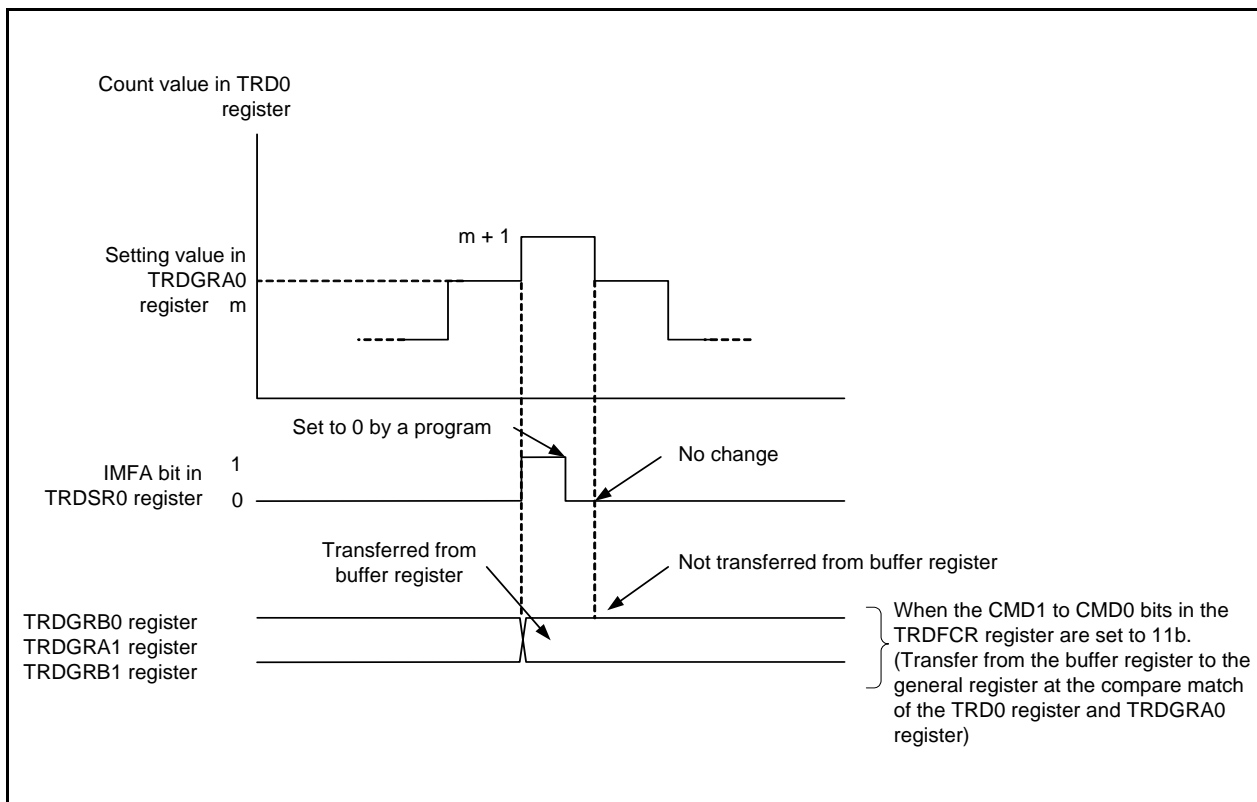 Count value in TRD0
register
m + 1
Setting value in
TRDGRA0
register m
Set to 0 by a program
No change
IMFA bit in
TRDSR0 register
1
0
Transferred from
buffer register
Not transferred from buffer register
TRDGRB0 register
TRDGRA1 register
TRDGRB1 register
When the CMD1 to CMD0 bits in the
TRDFCR register are set to 11b.
(Transfer from the buffer register to the
general register at the compare match
of the TRD0 register and TRDGRA0
register)